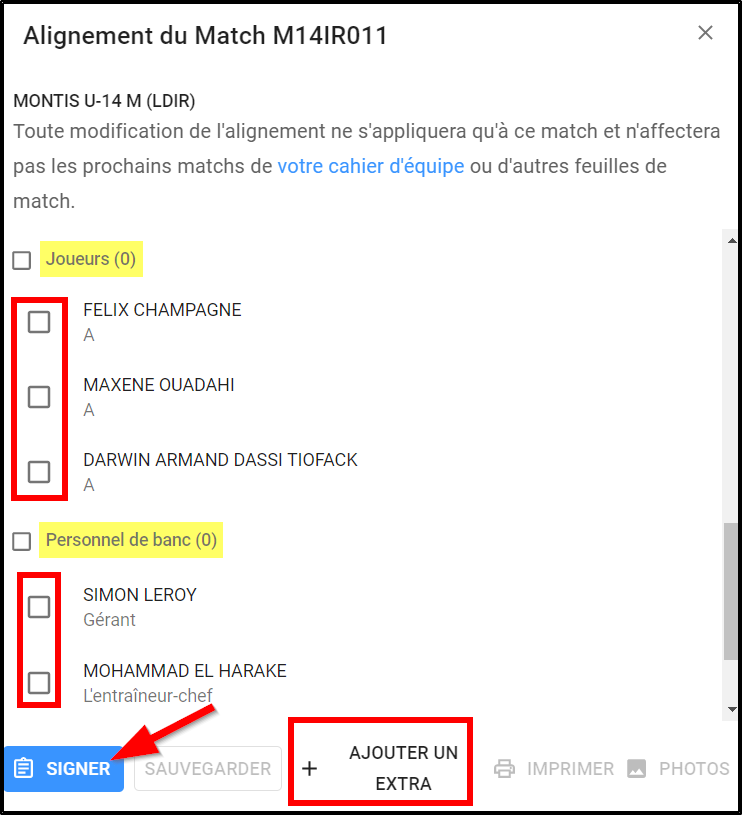 Alignement du Match M14IR011
MONTIS U-14 M (LDIR)
Toute modification de l'alignement ne s'appliquera qu'à ce match et n'affectera
pas les prochains matchs de votre cahier d'équipe ou d'autres feuilles de
match.
Joueurs (0)
FELIX CHAMPAGNE
A
MAXENE OUADAHI
A
DARWIN ARMAND DASSI TIOFACK
A
Personnel de banc (0)
SIMON LEROY
Gérant
MOHAMMAD EL HARAKE
L'entraîneur-chef
SIGNER
SAUVEGARDER
AJOUTER UN
EXTRA
IMPRIMER
PHOTOS